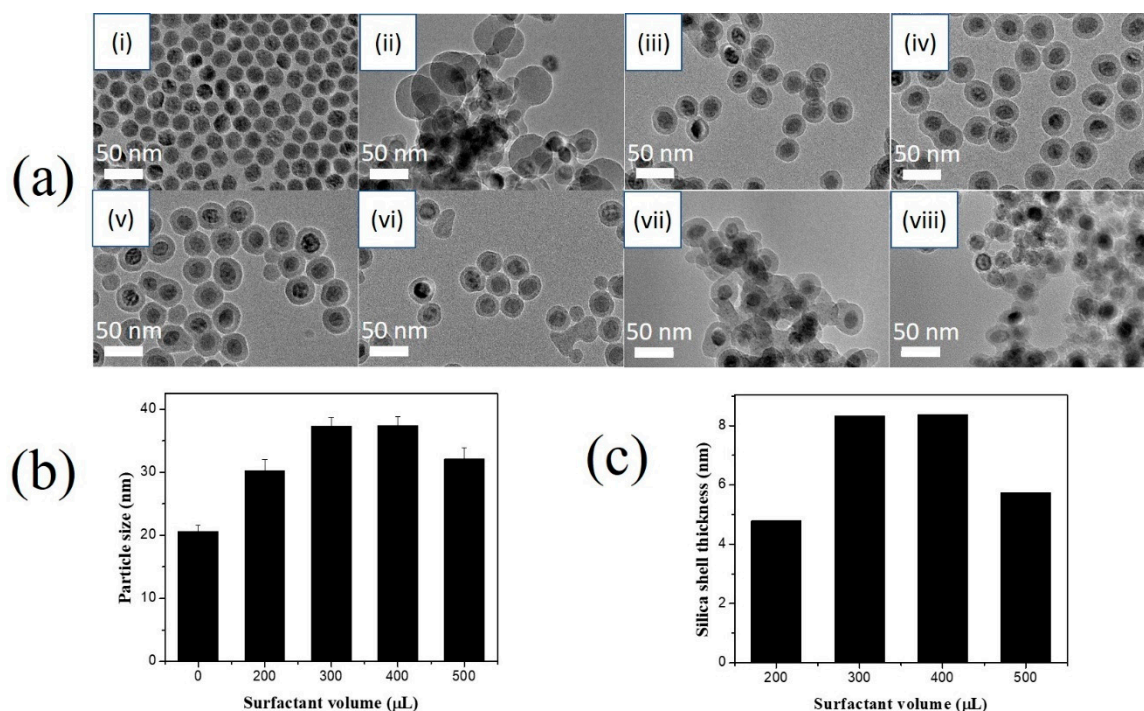 (a)
(i)
(ii)
(iii)
(iv)
50 nm
50 nm
50 nm
50 nm
(v)
(vi)
(vii)
(viii)
50 nm
50 nm
50 nm
50 nm
(b)
Particle size (nm)
40
30
20
10
0
0 200 300 400 500
Surfactant volume (μL)
(c)
Silica shell thickness (nm)
8
6
4
2
0
200 300 400 500
Surfactant volume (μL)